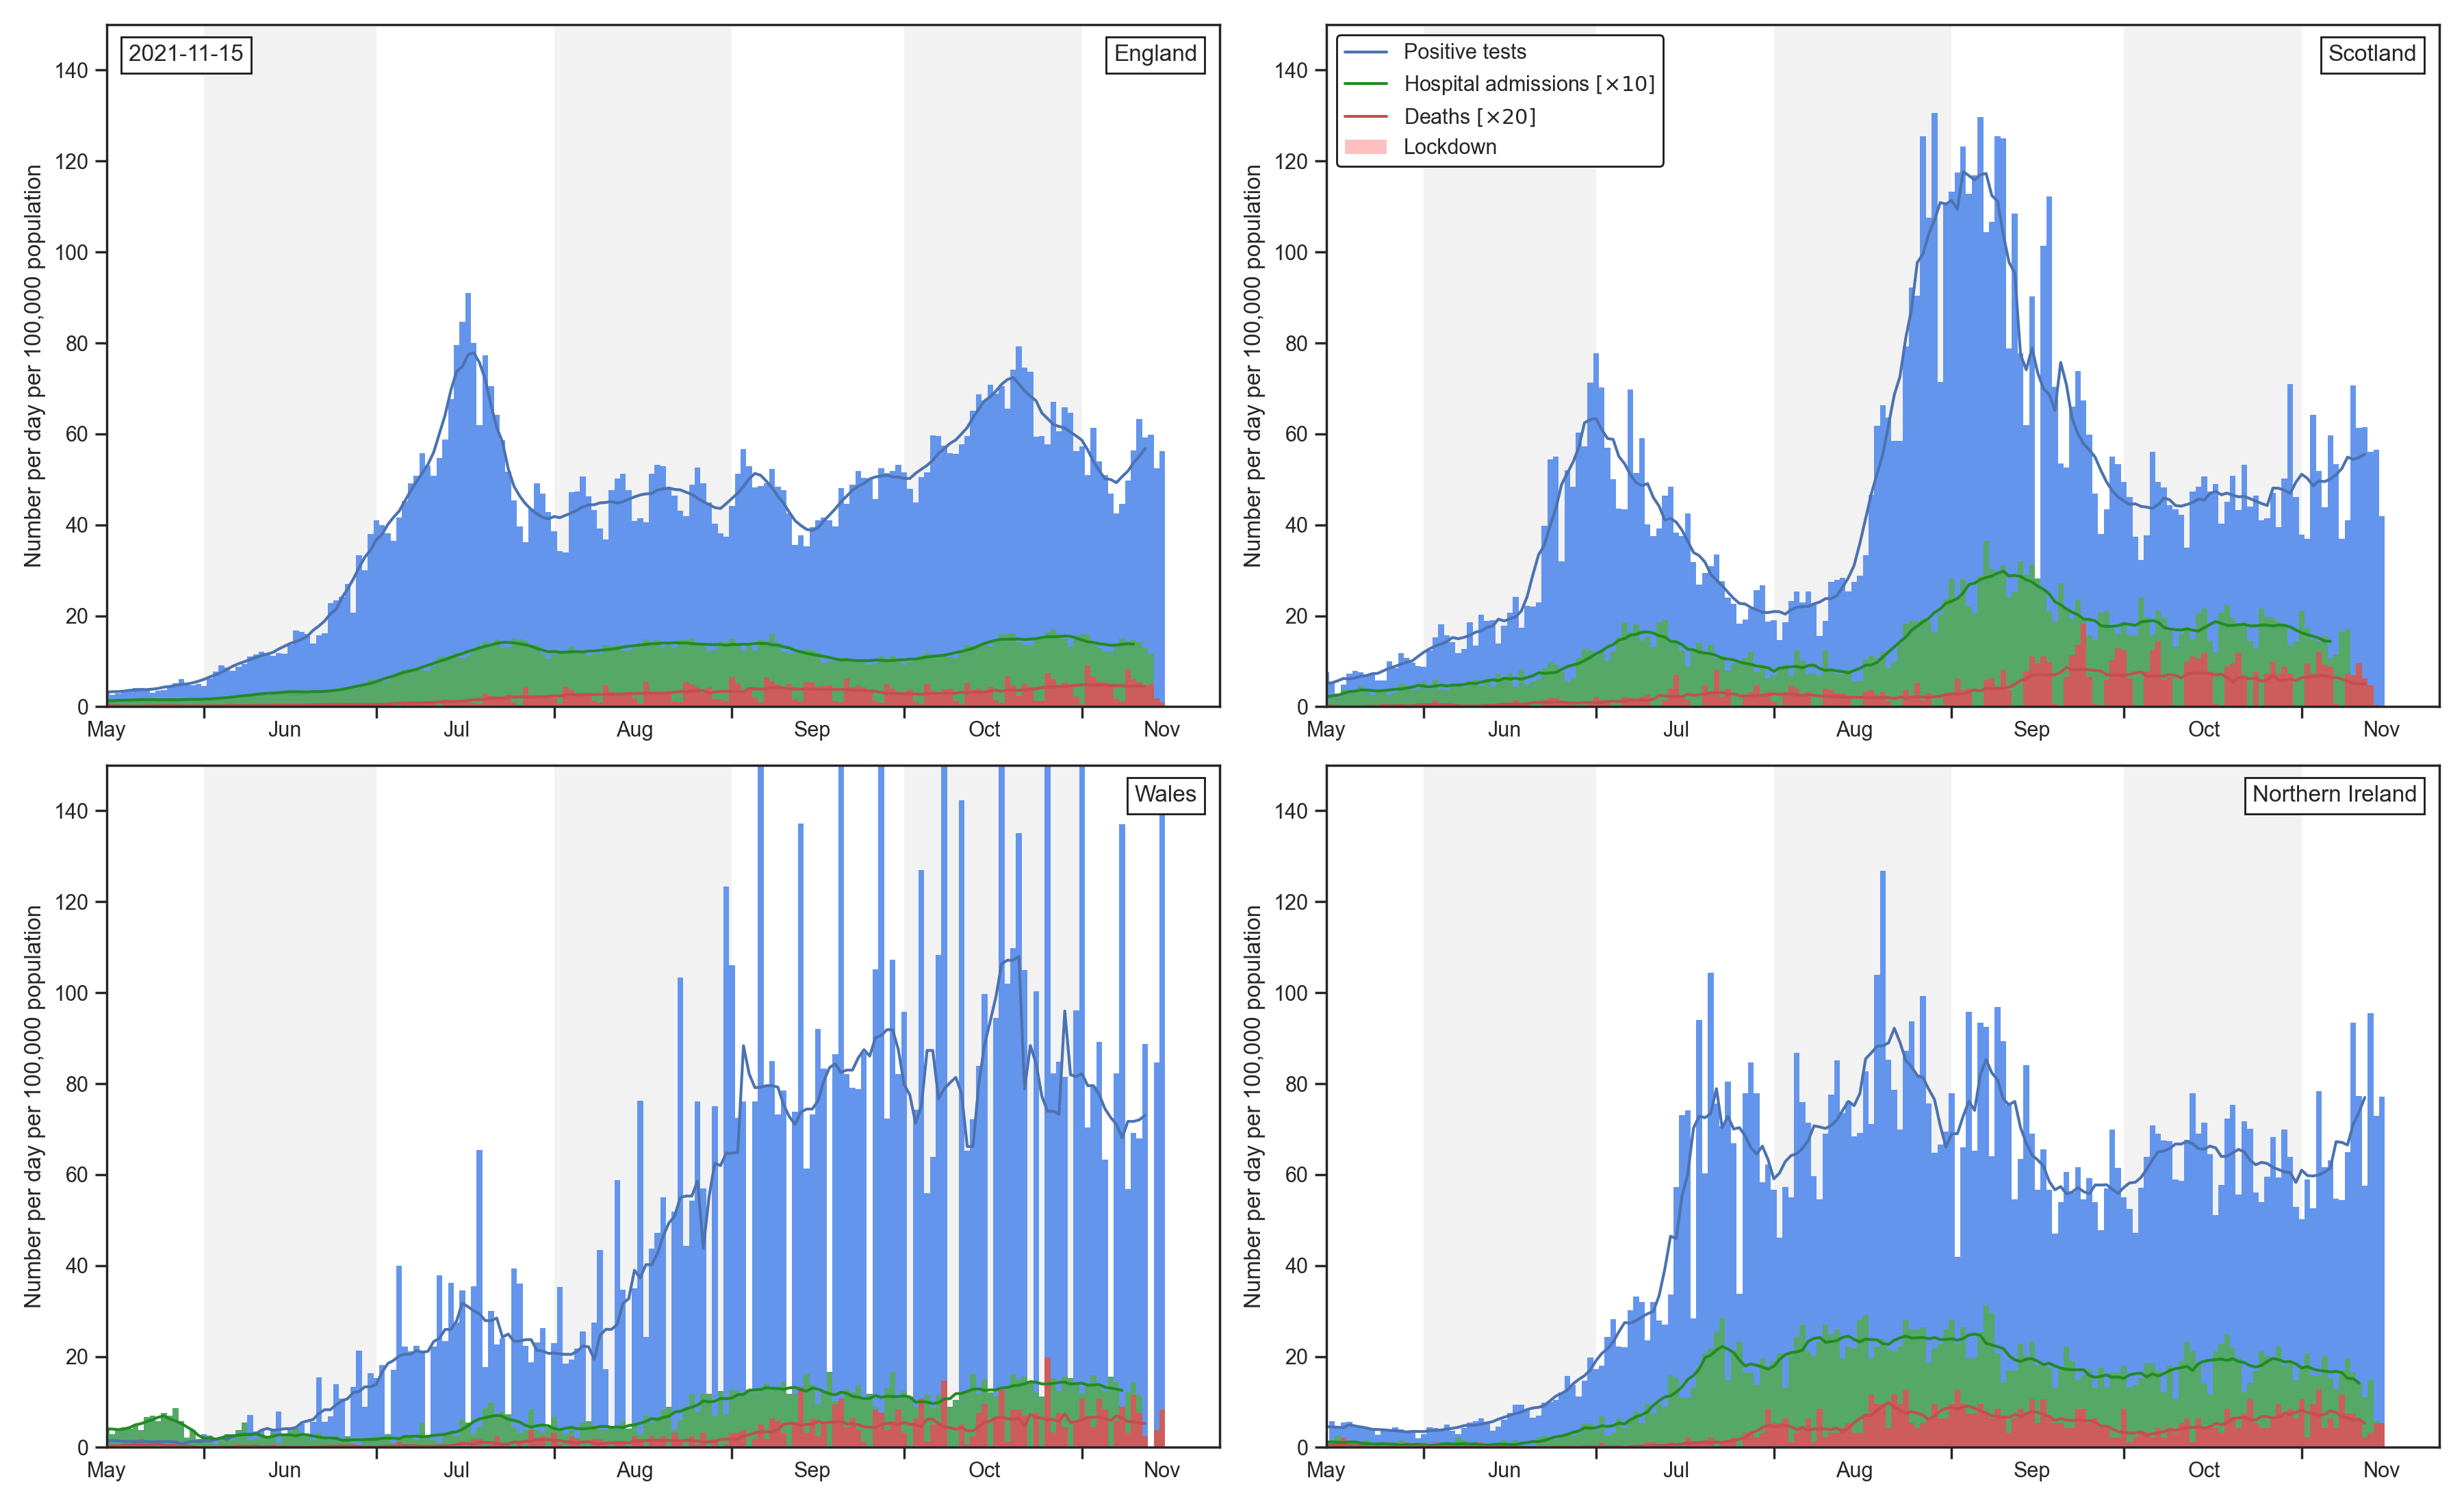 2021-11-15
England
Number per day per 100,000 population
140
120
100
80
60
40
20
0
May Jun Jul Aug Sep Oct Nov
Positive tests
Hospital admissions [×10]
Deaths [×20]
Lockdown
Scotland
Number per day per 100,000 population
140
120
100
80
60
40
20
0
May Jun Jul Aug Sep Oct Nov
Wales
Number per day per 100,000 population
140
120
100
80
60
40
20
0
May Jun Jul Aug Sep Oct Nov
Northern Ireland
Number per day per 100,000 population
140
120
100
80
60
40
20
0
May Jun Jul Aug Sep Oct Nov